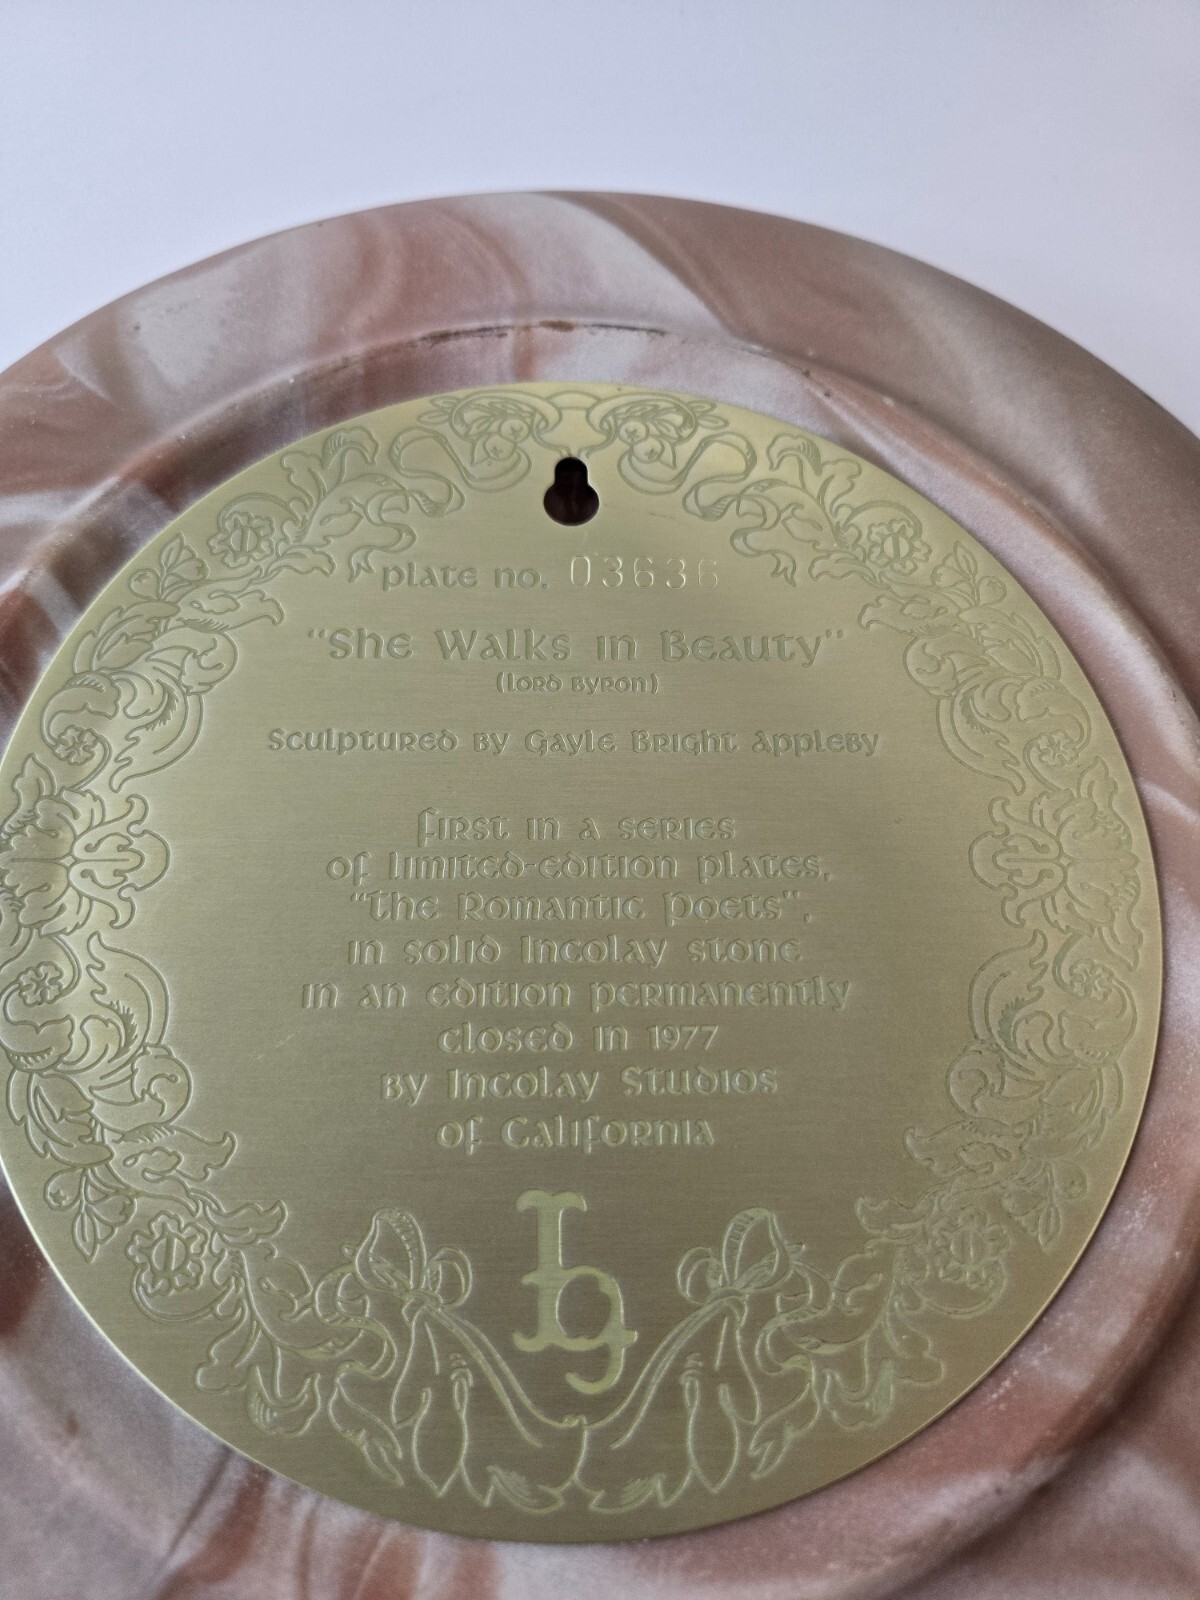 plate no. 03636
"She Walks in Beauty"
(Lord Byron)
Sculptured by Gayle Bright Appleby
First in a series
of limited-edition plates,
"The Romantic Poets",
in solid Incolay stone
in an edition permanently
closed in 1977
by Incolay Studios
of California